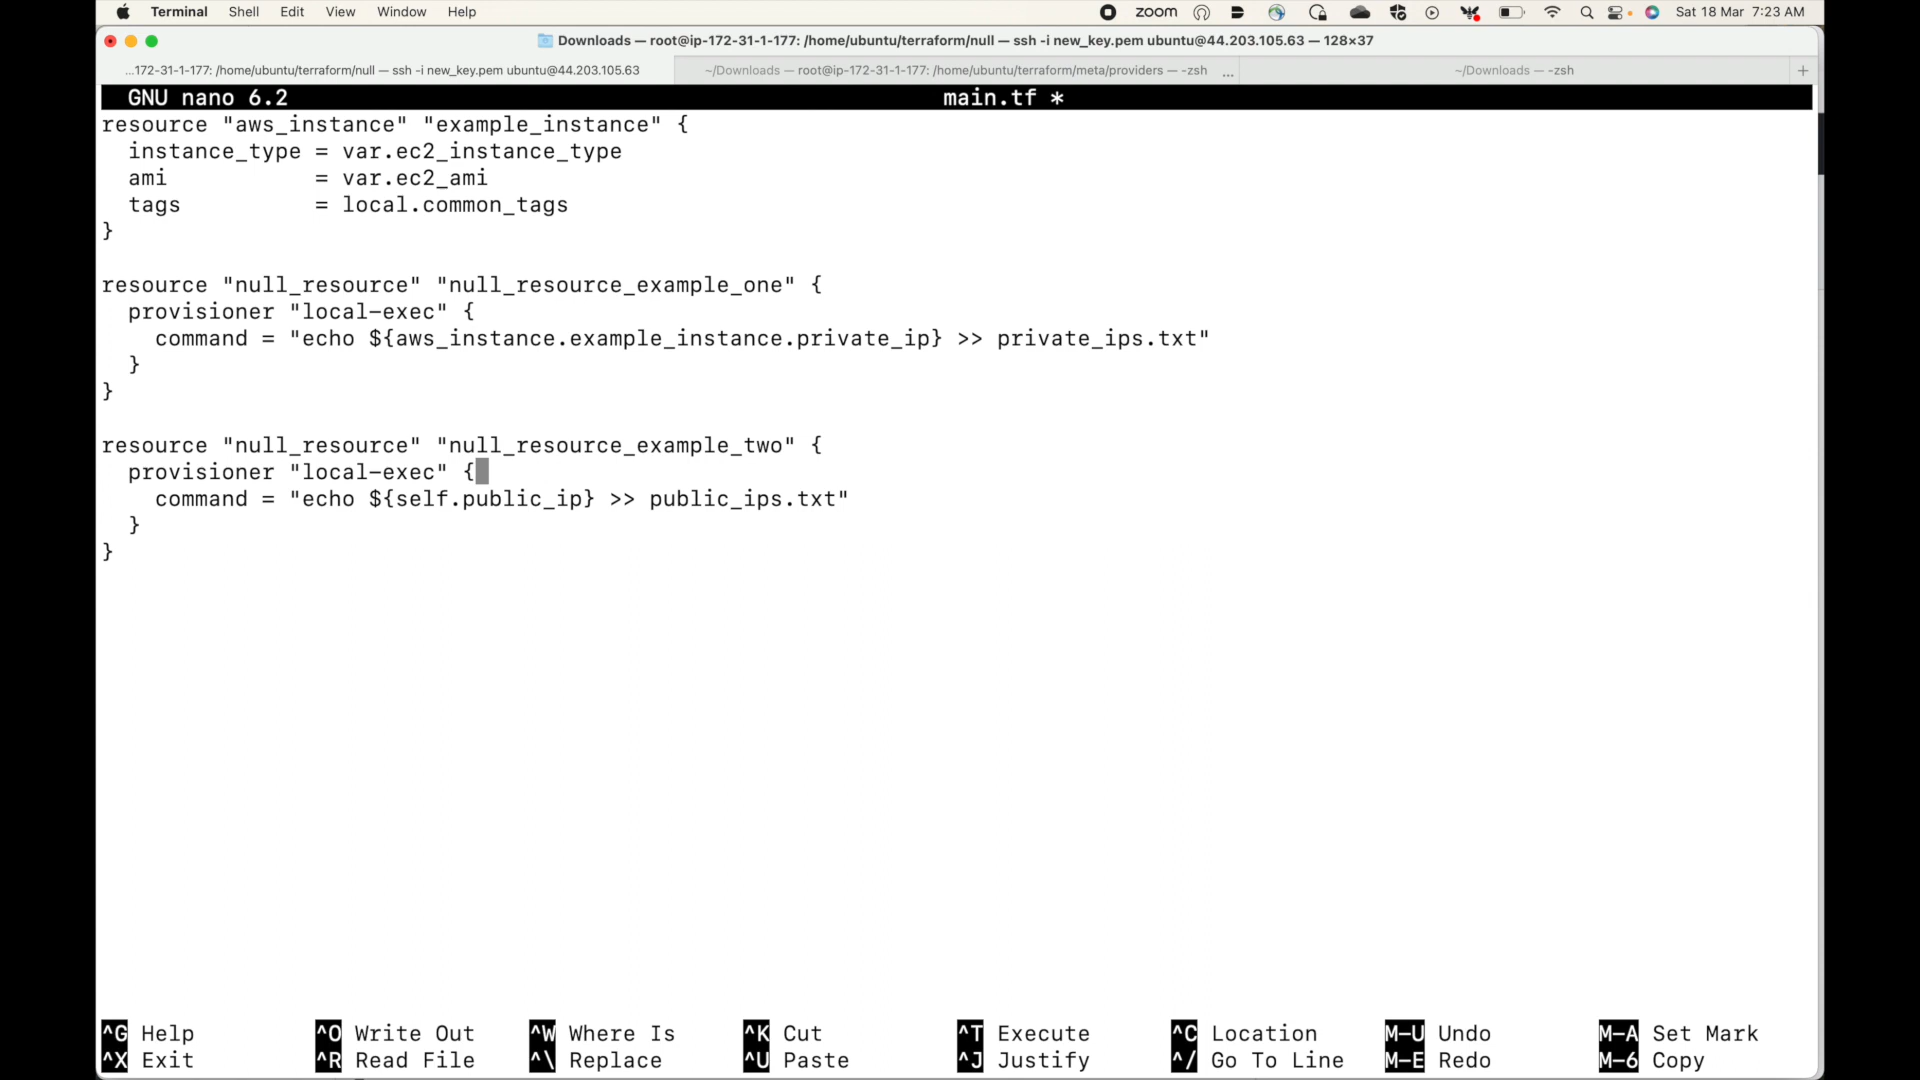 Terminal Shell Edit View Window Help zoom Sat 18 Mar 7:23 AM
Downloads — root@ip-172-31-1-177: /home/ubuntu/terraform/null — ssh -i new_key.pem ubuntu@44.203.105.63 — 128×37
...172-31-1-177: /home/ubuntu/terraform/null — ssh -i new_key.pem ubuntu@44.203.105.63 ~/Downloads — root@ip-172-31-1-177: /home/ubuntu/terraform/meta/providers — -zsh ... ~/Downloads — -zsh +
GNU nano 6.2 main.tf *
resource "aws_instance" "example_instance" {
  instance_type = var.ec2_instance_type
  ami           = var.ec2_ami
  tags          = local.common_tags
}
resource "null_resource" "null_resource_example_one" {
  provisioner "local-exec" {
    command = "echo ${aws_instance.example_instance.private_ip} >> private_ips.txt"
  }
}
resource "null_resource" "null_resource_example_two" {
  provisioner "local-exec" {
    command = "echo ${self.public_ip} >> public_ips.txt"
  }
}
^G Help ^O Write Out ^W Where Is ^K Cut ^T Execute ^C Location M-U Undo M-A Set Mark
^X Exit ^R Read File ^\ Replace ^U Paste ^J Justify ^/ Go To Line M-E Redo M-6 Copy